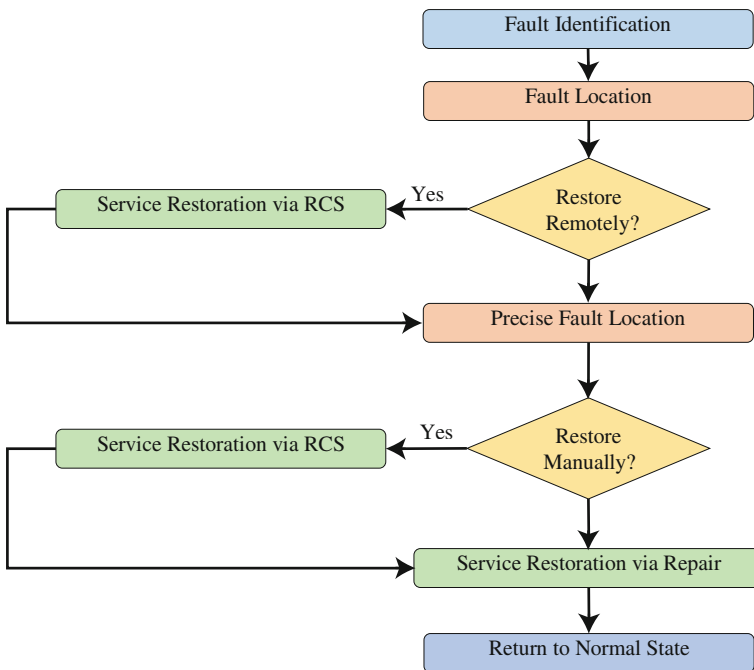 Fault Identification
Fault Location
Restore
Remotely?
Yes
Service Restoration via RCS
Precise Fault Location
Restore
Manually?
Yes
Service Restoration via RCS
Service Restoration via Repair
Return to Normal State